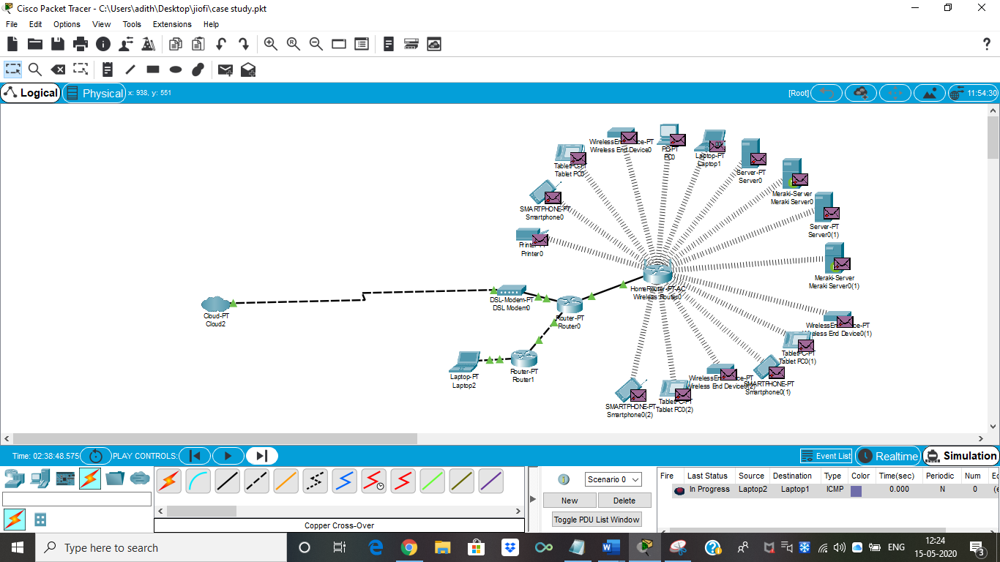 Cisco Packet Tracer - C:\Users\adith\Desktop\jiofi\case study.pkt
File Edit Options View Tools Extensions Help
Logical Physical x: 938, y: 551 [Root] 11:54:30
WirelessEndDevice-PT
Wireless End Device0
PC-PT
PC0
Laptop-PT
Laptop1
TabletPC-PT
Tablet PC0
Server-PT
Server0
Meraki-Server
Meraki Server0
SMARTPHONE-PT
Smartphone0
Server-PT
Server0(1)
Printer-PT
Printer0
Meraki-Server
Meraki Server0(1)
HomeRouter-PT-AC
Wireless Router0
DSL-Modem-PT
DSL Modem0
Cloud-PT
Cloud2
Router-PT
Router0
WirelessEndDevice-PT
Wireless End Device0(1)
TabletPC-PT
Tablet PC0(1)
Laptop-PT
Laptop2
Router-PT
Router1
WirelessEndDevice-PT
Wireless End Device0(2)
SMARTPHONE-PT
Smartphone0(1)
SMARTPHONE-PT
Smartphone0(2)
TabletPC-PT
Tablet PC0(2)
Time: 02:38:48.575 PLAY CONTROLS: Event List Realtime Simulation
Scenario 0
New Delete
Toggle PDU List Window
Fire Last Status Source Destination Type Color Time(sec) Periodic Num
In Progress Laptop2 Laptop1 ICMP 0.000 N 0
Copper Cross-Over
Type here to search
ENG
12:24
15-05-2020
3